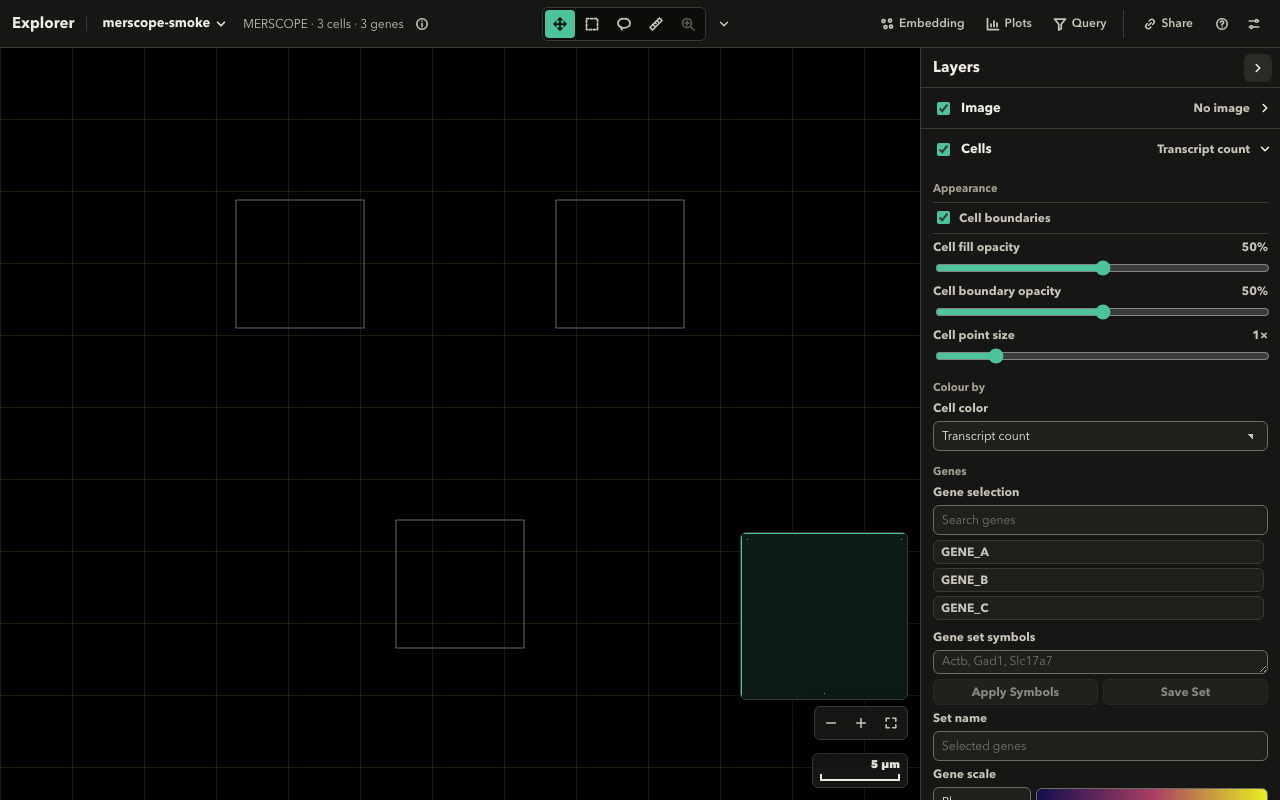 Explorer
merscope-smoke
MERSCOPE · 3 cells · 3 genes
Embedding
Plots
Query
Share
Layers
Image
No image
Cells
Transcript count
Appearance
Cell boundaries
Cell fill opacity
50%
Cell boundary opacity
50%
Cell point size
1×
Colour by
Cell color
Transcript count
Genes
Gene selection
Search genes
GENE_A
GENE_B
GENE_C
Gene set symbols
Actb, Gad1, Slc17a7
Apply Symbols
Save Set
Set name
Selected genes
Gene scale
5 µm